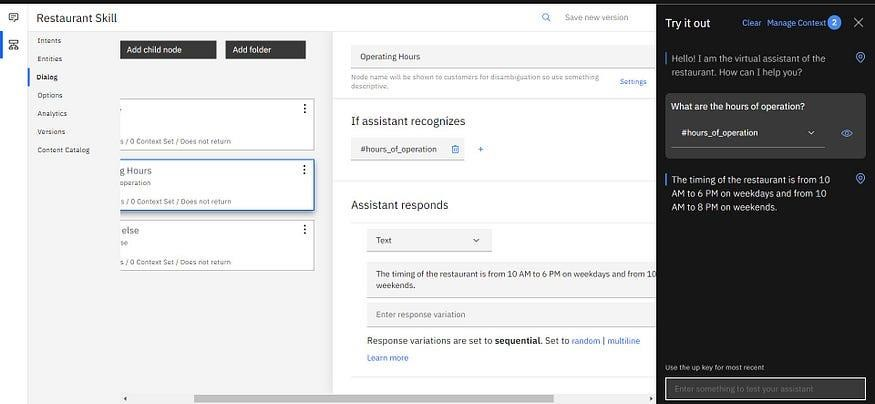 Restaurant Skill
Save new version
Intents
Entities
Dialog
Options
Analytics
Versions
Content Catalog
Add child node
Add folder
s / 0 Context Set / Does not return
g Hours
operation
s / 0 Context Set / Does not return
else
se
s / 0 Context Set / Does not return
Operating Hours
Node name will be shown to customers for disambiguation so use something
descriptive.
Settings
If assistant recognizes
#hours_of_operation
+
Assistant responds
Text
The timing of the restaurant is from 10 AM to 6 PM on weekdays and from 10
weekends.
Enter response variation
Response variations are set to sequential. Set to random | multiline
Learn more
Try it out
Clear
Manage Context 2
Hello! I am the virtual assistant of the
restaurant. How can I help you?
What are the hours of operation?
#hours_of_operation
The timing of the restaurant is from 10
AM to 6 PM on weekdays and from 10
AM to 8 PM on weekends.
Use the up key for most recent
Enter something to test your assistant